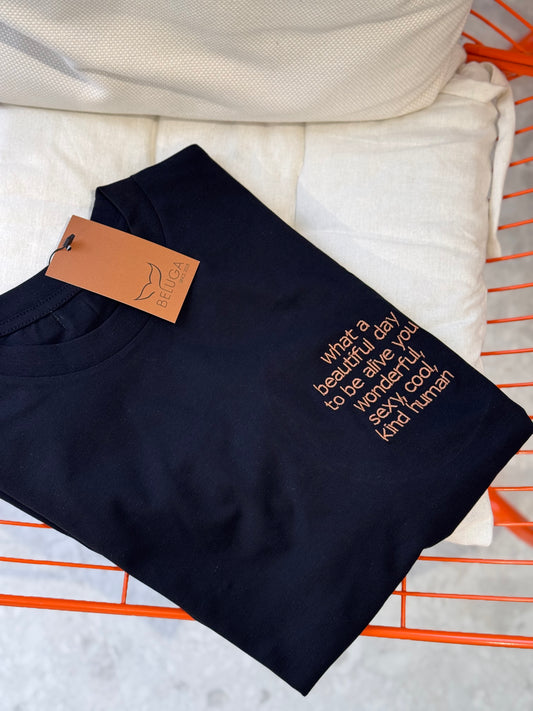 BELUGA
what a
beautiful day
to be alive you
wonderful,
sexy, cool,
kind human